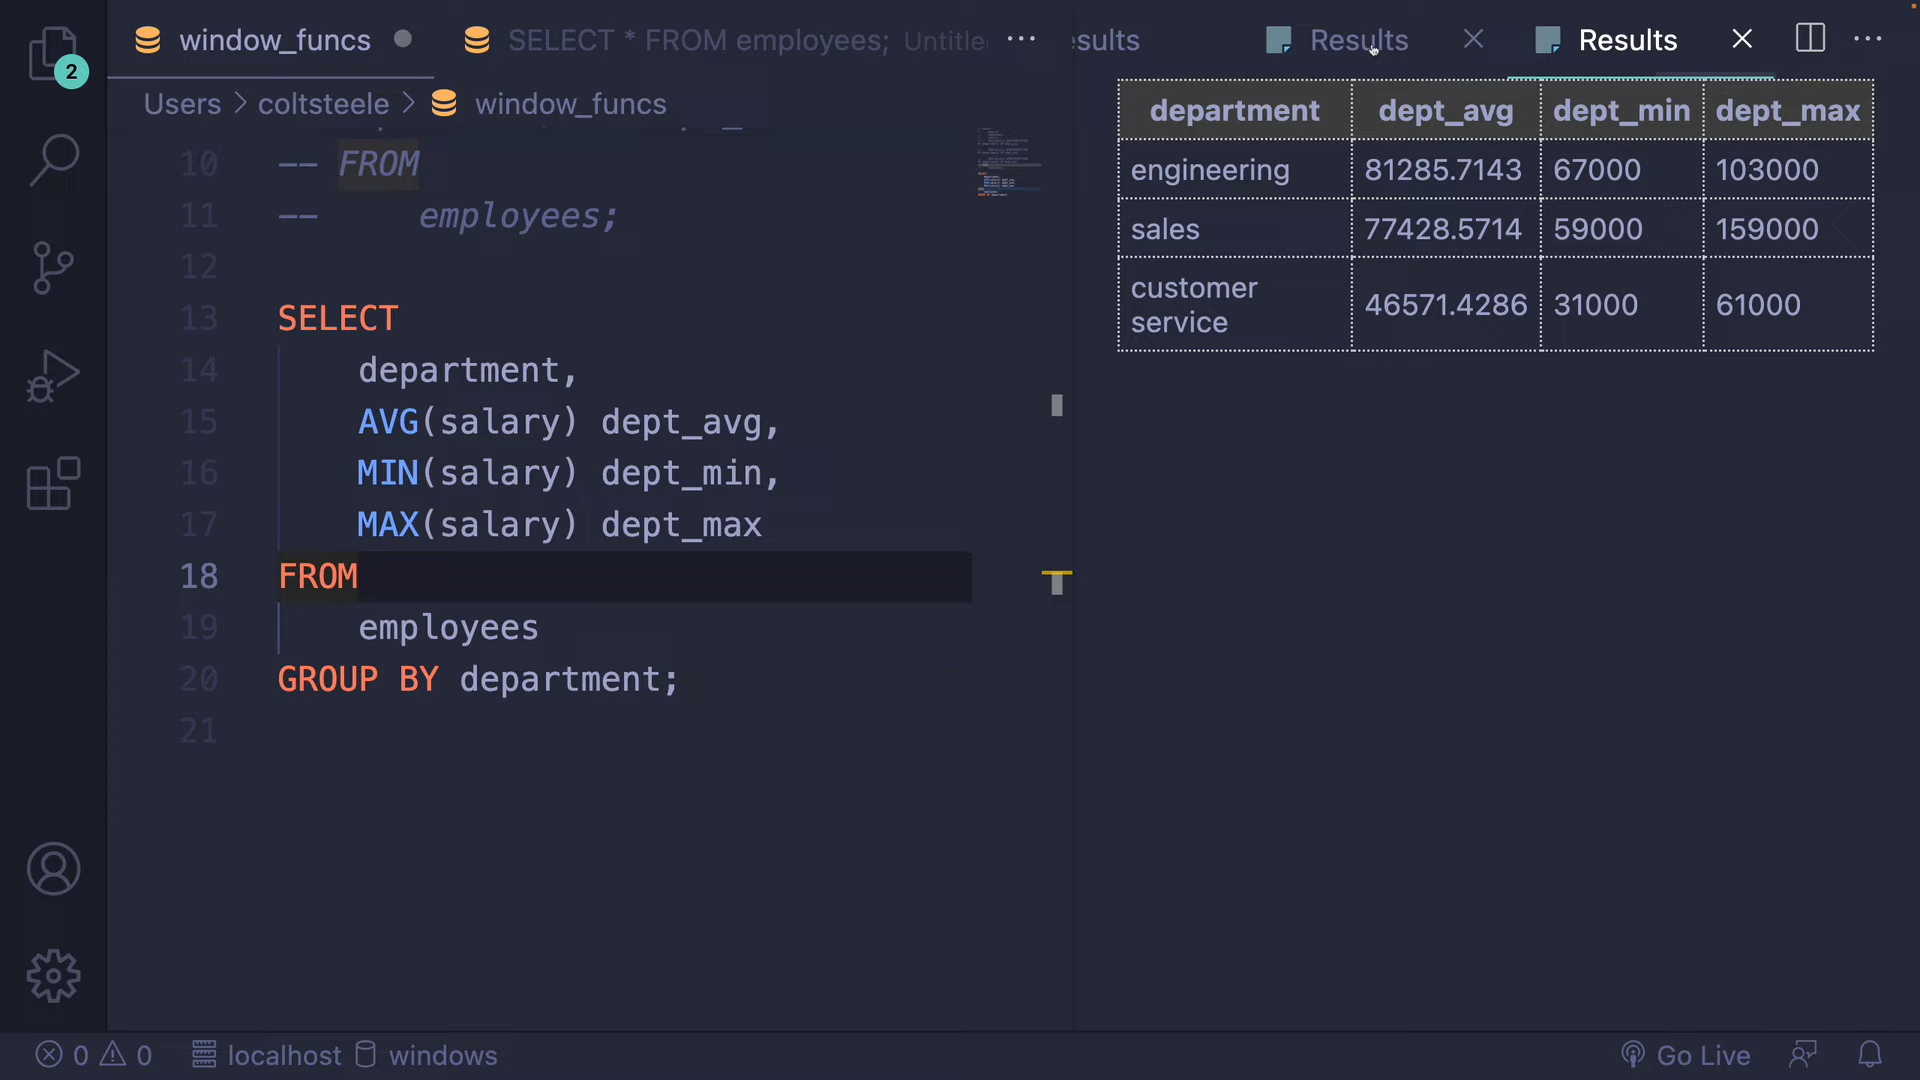 window_funcs
SELECT * FROM employees; Untitle
esults
Results
Results
2
Users > coltsteele > window_funcs
10 -- FROM
11 -- employees;
12
13 SELECT
14 department,
15 AVG(salary) dept_avg,
16 MIN(salary) dept_min,
17 MAX(salary) dept_max
18 FROM
19 employees
20 GROUP BY department;
21
department dept_avg dept_min dept_max
engineering 81285.7143 67000 103000
sales 77428.5714 59000 159000
customer service 46571.4286 31000 61000
0 0 localhost windows Go Live